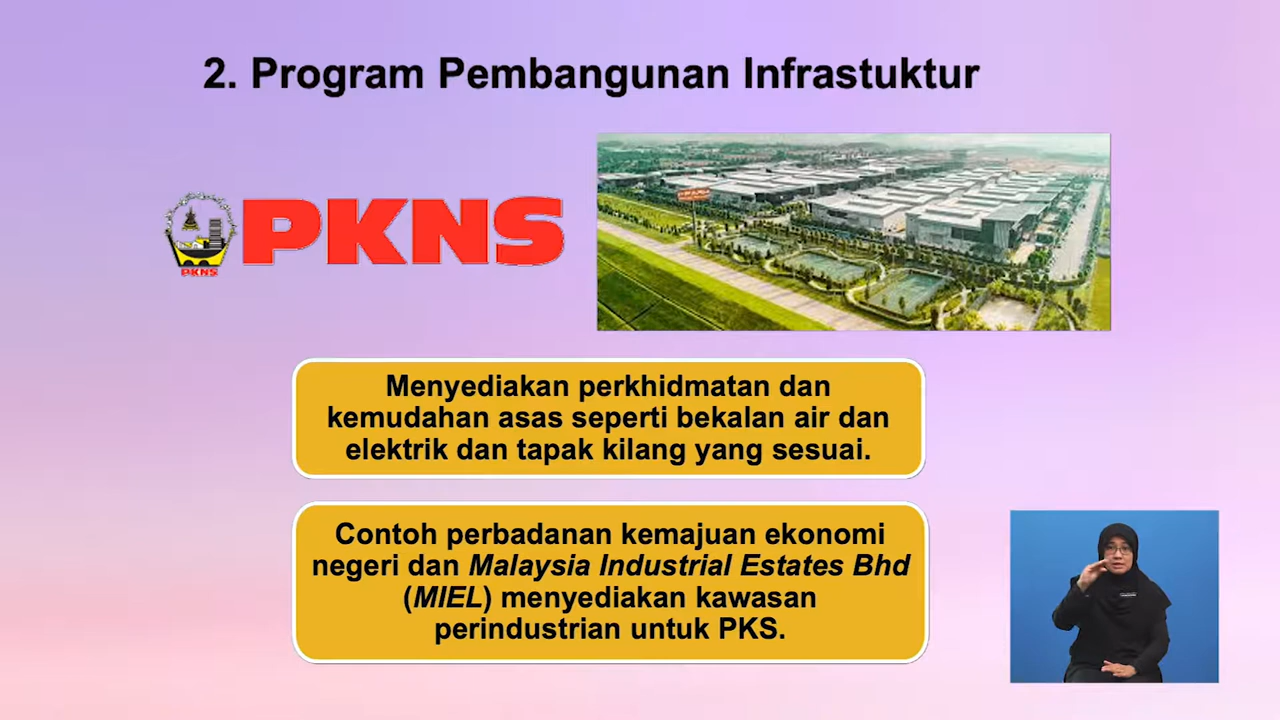 2. Program Pembangunan Infrastuktur
PKNS
PKNS
Menyediakan perkhidmatan dan
kemudahan asas seperti bekalan air dan
elektrik dan tapak kilang yang sesuai.
Contoh perbadanan kemajuan ekonomi
negeri dan Malaysia Industrial Estates Bhd
(MIEL) menyediakan kawasan
perindustrian untuk PKS.